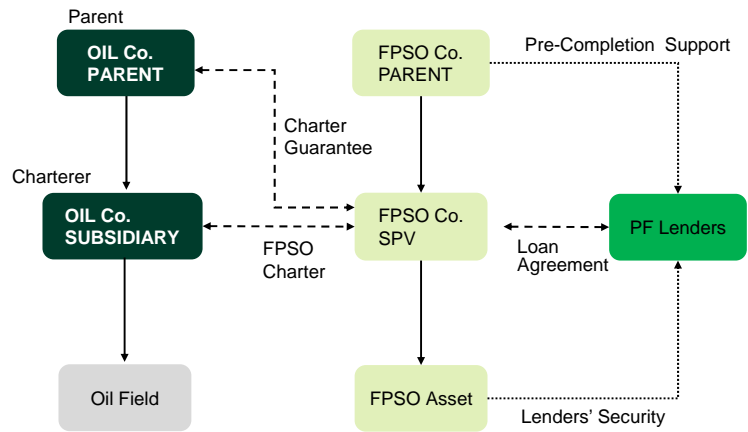 Parent
OIL Co.
PARENT
FPSO Co.
PARENT
Pre-Completion Support
Charter
Guarantee
Charterer
OIL Co.
SUBSIDIARY
FPSO Co.
SPV
PF Lenders
FPSO
Charter
Loan
Agreement
Oil Field
FPSO Asset
Lenders' Security